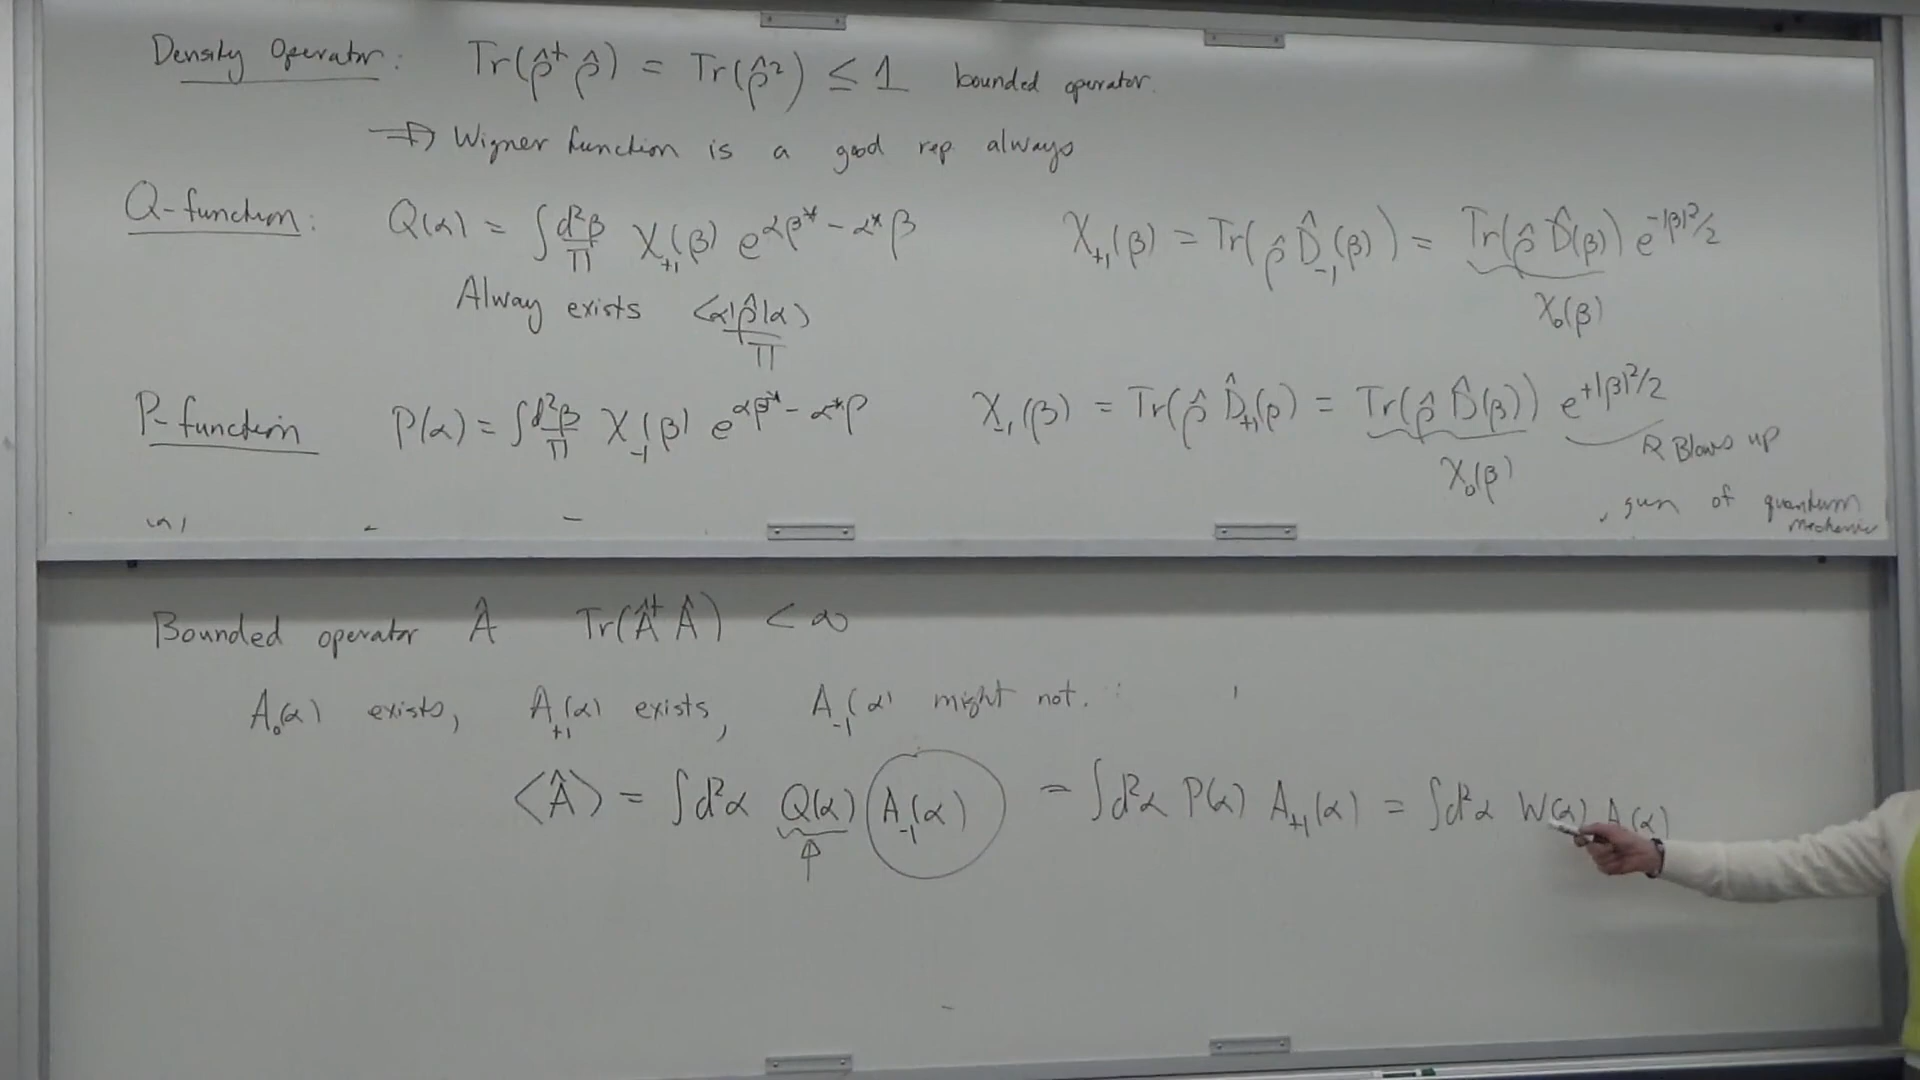 Density Operator: Tr(ρ̂† ρ̂) = Tr(ρ̂²) ≤ 1 bounded operator.
⇒ Wigner function is a good rep always
Q-function: Q(α) = ∫ d²β/π χ₊₁(β) e^{αβ* - α*β} χ₊₁(β) = Tr(ρ̂ D̂₋₁(β)) = Tr(ρ̂ D̂(β)) e^{-|β|²/2}
Alway exists <α|ρ̂|α>/π χ₀(β)
P-function P(α) = ∫ d²β/π χ₋₁(β) e^{αβ* - α*β} χ₋₁(β) = Tr(ρ̂ D̂₊₁(β)) = Tr(ρ̂ D̂(β)) e^{+|β|²/2}
χ₀(β) Blows up
of quantum
Bounded operator Â Tr(Â† Â) < ∞
A₀(α) exists, A₊₁(α) exists, A₋₁(α) might not.
<Â> = ∫d²α Q(α) A₋₁(α) = ∫d²α P(α) A₊₁(α) = ∫d²α W(α) A(α)